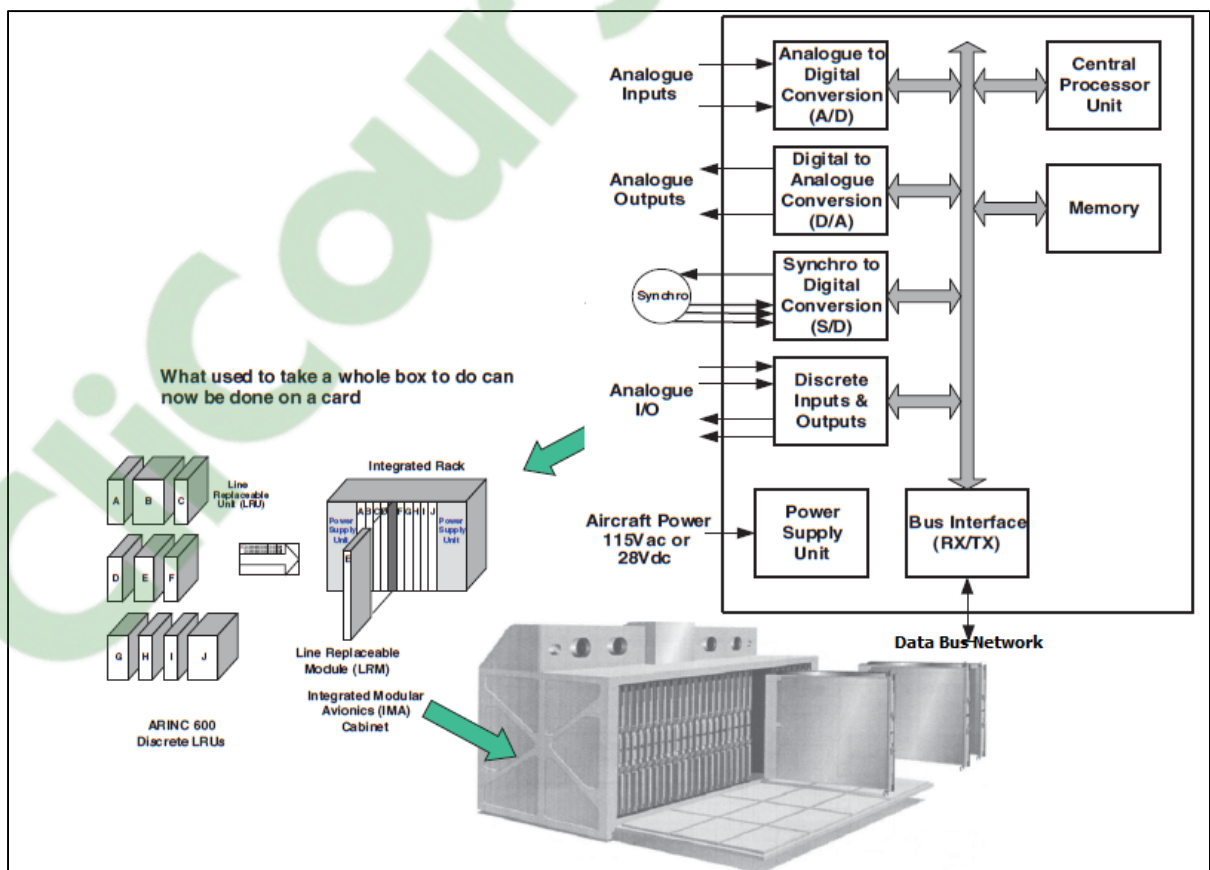 CliCours
Analogue
Inputs
Analogue to
Digital
Conversion
(A/D)
Central
Processor
Unit
Analogue
Outputs
Digital to
Analogue
Conversion
(D/A)
Memory
Synchro
Synchro to
Digital
Conversion
(S/D)
Analogue
I/O
Discrete
Inputs &
Outputs
Aircraft Power
115Vac or
28Vdc
Power
Supply
Unit
Bus Interface
(RX/TX)
Data Bus Network
What used to take a whole box to do can
now be done on a card
A
B
C
Line
Replaceable
Unit (LRU)
D
E
F
G
H
I
J
ARINC 600
Discrete LRUs
Integrated Rack
Power
Supply
Unit
A
B
C
F
G
H
I
J
Power
Supply
Unit
E
Line Replaceable
Module (LRM)
Integrated Modular
Avionics (IMA)
Cabinet